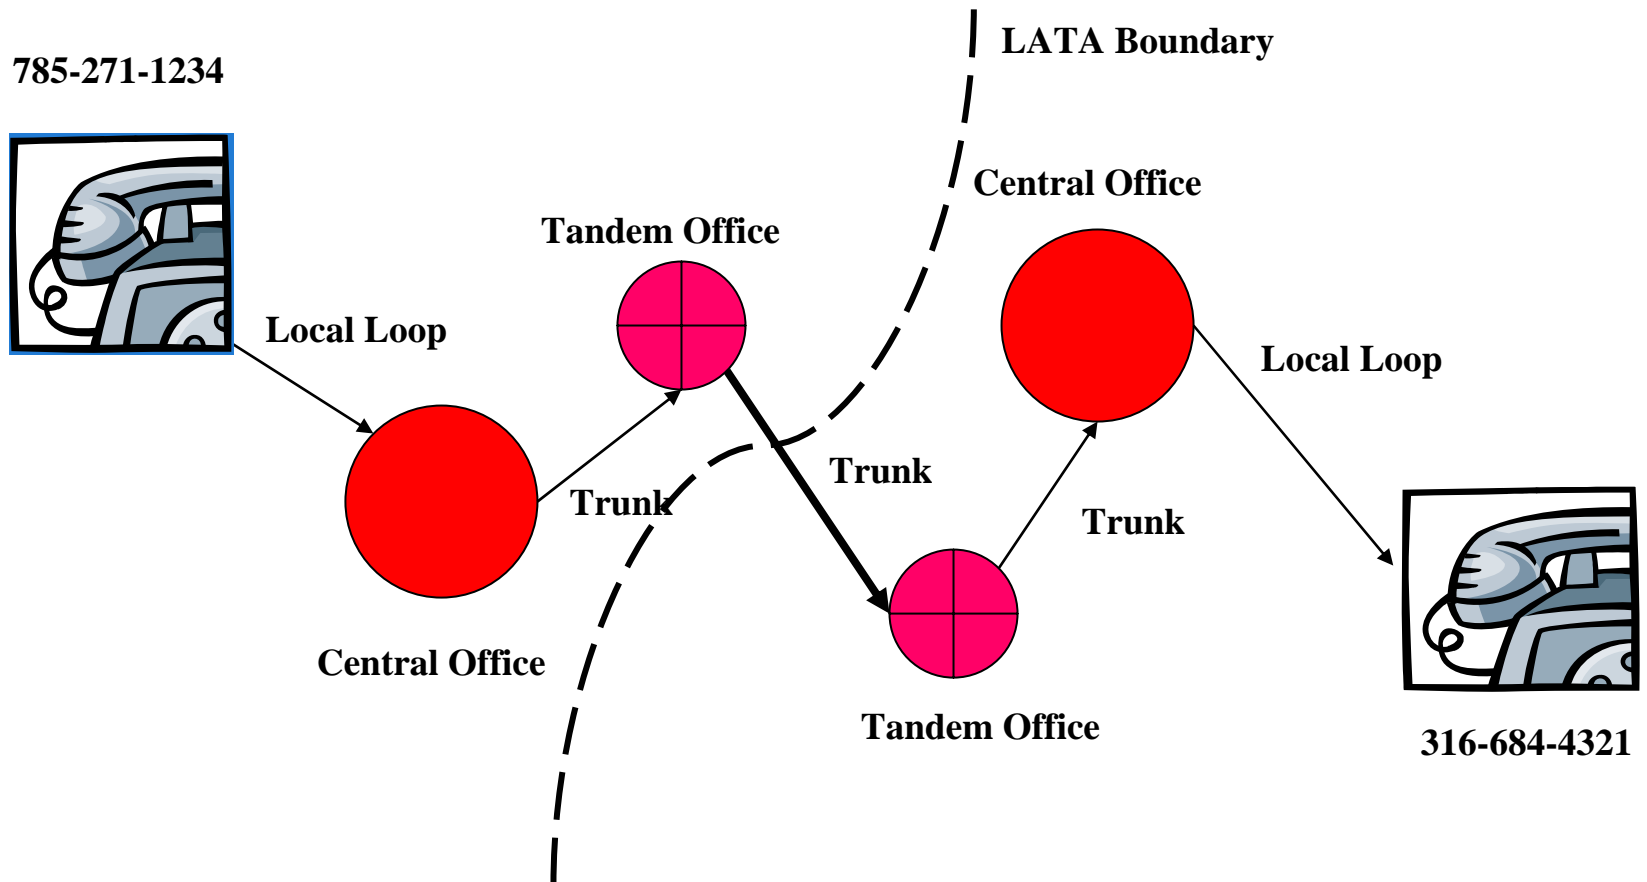 LATA Boundary
785-271-1234
Central Office
Tandem Office
Local Loop
Local Loop
Trunk
Trunk
Trunk
Central Office
Tandem Office
316-684-4321